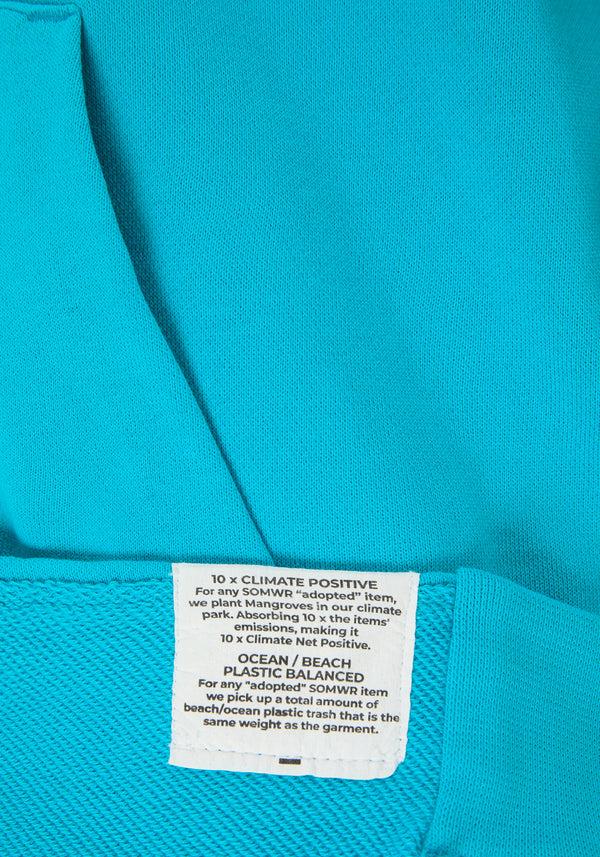 10 x CLIMATE POSITIVE
For any SOMWR "adopted" item,
we plant Mangroves in our climate
park. Absorbing 10 x the items'
emissions, making it
10 x Climate Net Positive.
OCEAN / BEACH
PLASTIC BALANCED
For any "adopted" SOMWR item
we pick up a total amount of
beach/ocean plastic trash that is the
same weight as the garment.